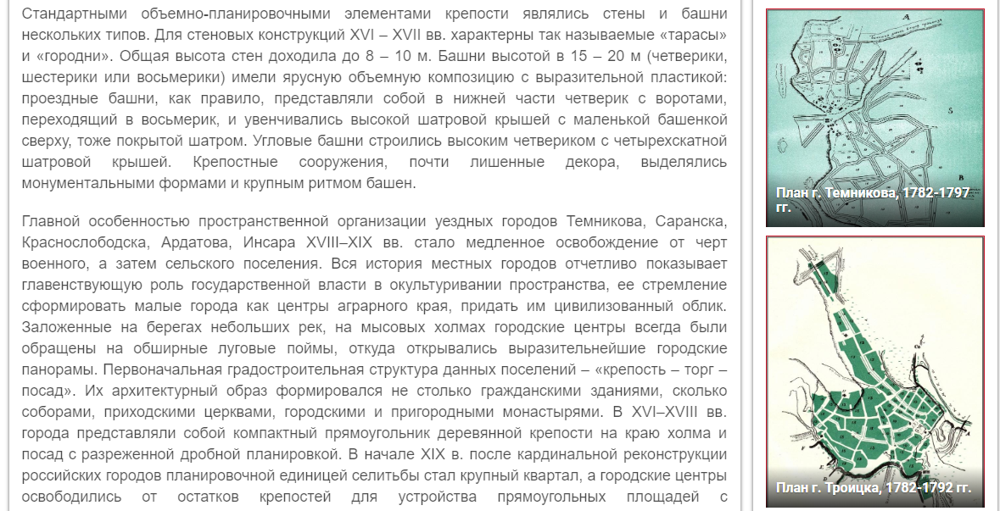 Стандартными объемно-планировочными элементами крепости являлись стены и башни
нескольких типов. Для стеновых конструкций XVI – XVII вв. характерны так называемые «тарасы»
и «городни». Общая высота стен доходила до 8 – 10 м. Башни высотой в 15 – 20 м (четверики,
шестерики или восьмерики) имели ярусную объемную композицию с выразительной пластикой:
проездные башни, как правило, представляли собой в нижней части четверик с воротами,
переходящий в восьмерик, и увенчивались высокой шатровой крышей с маленькой башенкой
сверху, тоже покрытой шатром. Угловые башни строились высоким четвериком с четырехскатной
шатровой крышей. Крепостные сооружения, почти лишенные декора, выделялись
монументальными формами и крупным ритмом башен.
Главной особенностью пространственной организации уездных городов Темникова, Саранска,
Краснослободска, Ардатова, Инсара XVIII–XIX вв. стало медленное освобождение от черт
военного, а затем сельского поселения. Вся история местных городов отчетливо показывает
главенствующую роль государственной власти в окультуривании пространства, ее стремление
сформировать малые города как центры аграрного края, придать им цивилизованный облик.
Заложенные на берегах небольших рек, на мысовых холмах городские центры всегда были
обращены на обширные луговые поймы, откуда открывались выразительнейшие городские
панорамы. Первоначальная градостроительная структура данных поселений – «крепость – торг –
посад». Их архитектурный образ формировался не столько гражданскими зданиями, сколько
соборами, приходскими церквами, городскими и пригородными монастырями. В XVI–XVIII вв.
города представляли собой компактный прямоугольник деревянной крепости на краю холма и
посад с разреженной дробной планировкой. В начале XIX в. после кардинальной реконструкции
российских городов планировочной единицей селитьбы стал крупный квартал, а городские центры
освободились от остатков крепостей для устройства прямоугольных площадей с
План г. Темникова, 1782-1797
гг.
План г. Троицка, 1782-1792 гг.